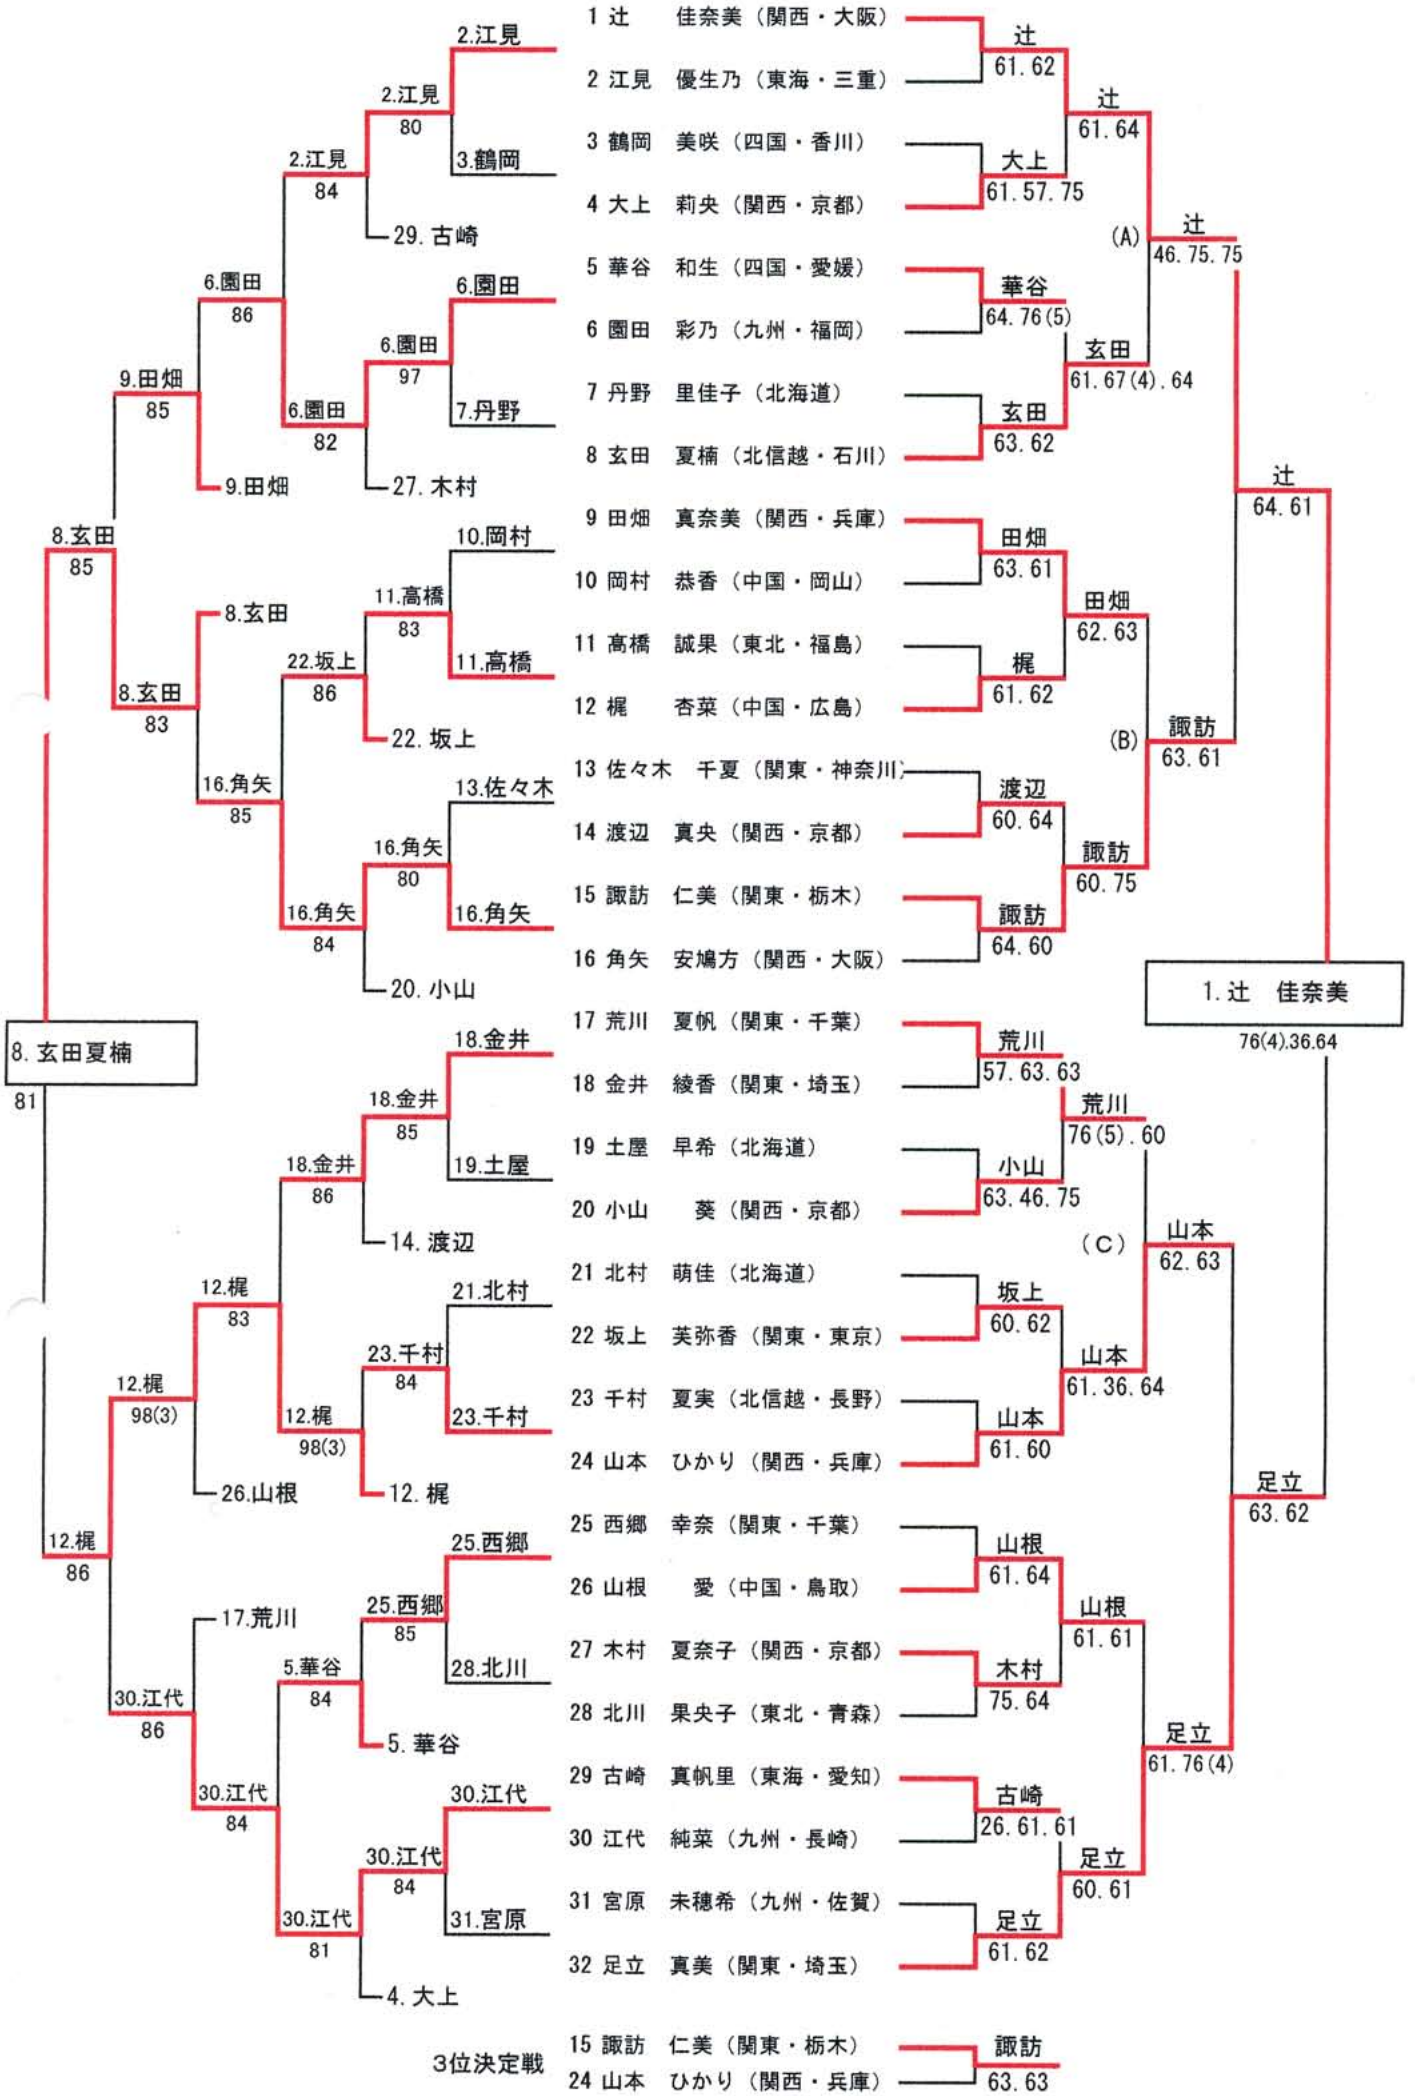 1 辻 佳奈美（関西・大阪）
2 江見 優生乃（東海・三重）
3 鶴岡 美咲（四国・香川）
4 大上 莉央（関西・京都）
5 華谷 和生（四国・愛媛）
6 園田 彩乃（九州・福岡）
7 丹野 里佳子（北海道）
8 玄田 夏楠（北信越・石川）
9 田畑 真奈美（関西・兵庫）
10 岡村 恭香（中国・岡山）
11 髙橋 誠果（東北・福島）
12 梶 杏菜（中国・広島）
13 佐々木 千夏（関東・神奈川）
14 渡辺 真央（関西・京都）
15 諏訪 仁美（関東・栃木）
16 角矢 安鳩方（関西・大阪）
17 荒川 夏帆（関東・千葉）
18 金井 綾香（関東・埼玉）
19 土屋 早希（北海道）
20 小山 葵（関西・京都）
21 北村 萌佳（北海道）
22 坂上 芙弥香（関東・東京）
23 千村 夏実（北信越・長野）
24 山本 ひかり（関西・兵庫）
25 西郷 幸奈（関東・千葉）
26 山根 愛（中国・鳥取）
27 木村 夏奈子（関西・京都）
28 北川 果央子（東北・青森）
29 古崎 真帆里（東海・愛知）
30 江代 純菜（九州・長崎）
31 宮原 未穂希（九州・佐賀）
32 足立 真美（関東・埼玉）
辻
61.62
大上
61.57.75
華谷
64.76(5)
玄田
63.62
田畑
63.61
梶
61.62
渡辺
60.64
諏訪
64.60
荒川
57.63.63
小山
63.46.75
坂上
60.62
山本
61.60
山根
61.64
木村
75.64
古崎
26.61.61
足立
61.62
辻
61.64
玄田
61.67(4).64
田畑
62.63
諏訪
60.75
荒川
76(5).60
山本
61.36.64
山根
61.61
足立
60.61
(A)
辻
46.75.75
(B)
諏訪
63.61
(C)
山本
62.63
足立
61.76(4)
辻
64.61
足立
63.62
1.辻 佳奈美
76(4).36.64
2.江見
3.鶴岡
6.園田
7.丹野
10.岡村
11.高橋
13.佐々木
16.角矢
18.金井
19.土屋
21.北村
23.千村
25.西郷
28.北川
30.江代
31.宮原
2.江見
80
29.古崎
6.園田
97
27.木村
11.高橋
83
22.坂上
16.角矢
80
20.小山
18.金井
85
14.渡辺
23.千村
84
12.梶
25.西郷
85
5.華谷
30.江代
84
4.大上
2.江見
84
6.園田
82
22.坂上
86
16.角矢
84
18.金井
86
12.梶
98(3)
5.華谷
84
30.江代
81
6.園田
86
9.田畑
8.玄田
16.角矢
85
12.梶
83
26.山根
17.荒川
30.江代
84
9.田畑
85
8.玄田
83
12.梶
98(3)
30.江代
86
8.玄田
85
12.梶
86
8.玄田夏楠
81
3位決定戦
15 諏訪 仁美（関東・栃木）
24 山本 ひかり（関西・兵庫）
諏訪
63.63